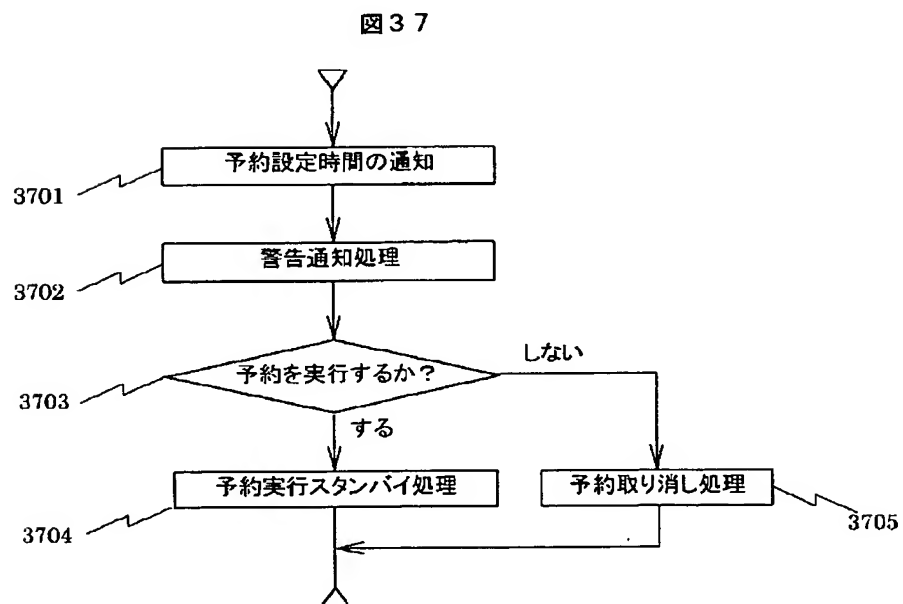 図37
予約設定時間の通知
3701
警告通知処理
3702
しない
予約を実行するか？
3703
する
予約実行スタンバイ処理
予約取り消し処理
3704
3705